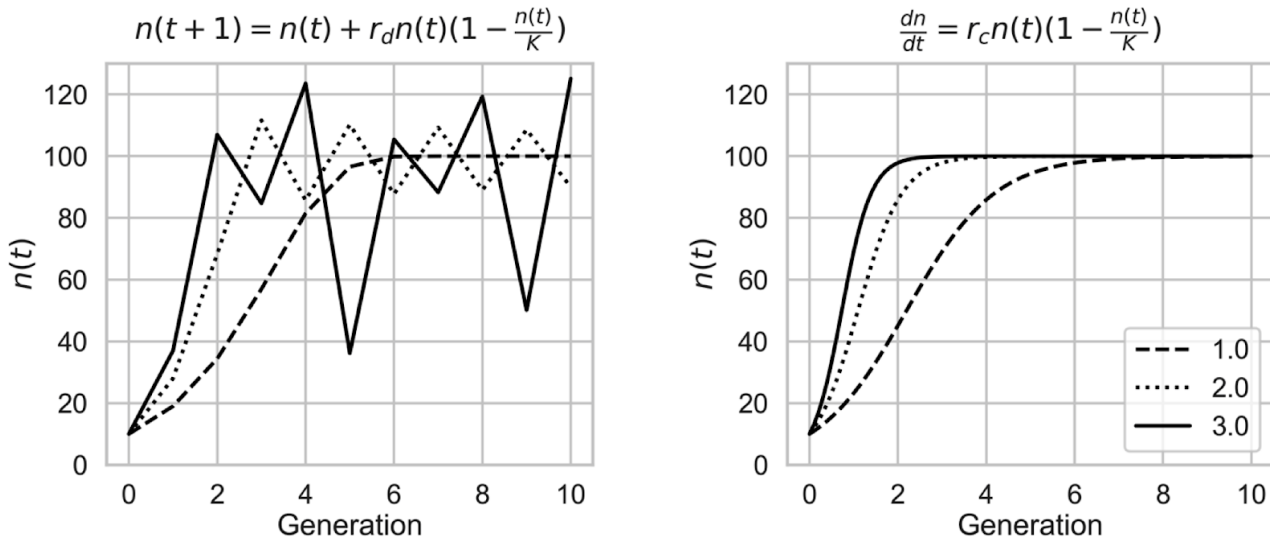 n(t + 1) = n(t) + r_d n(t)(1 − n(t)/K)
120
100
80
60
40
20
0
n(t)
0 2 4 6 8 10
Generation
dn/dt = r_c n(t)(1 − n(t)/K)
120
100
80
60
40
20
0
n(t)
1.0
2.0
3.0
0 2 4 6 8 10
Generation